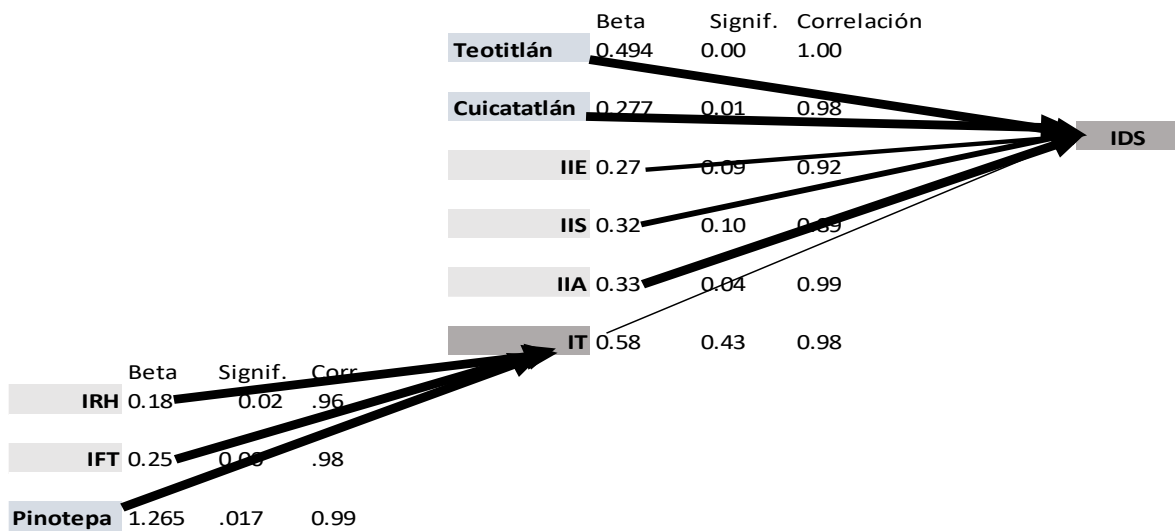 Beta Signif. Correlación
Teotitlán 0.494 0.00 1.00
Cuicatatlán 0.277 0.01 0.98
IDS
IIE 0.27 0.09 0.92
IIS 0.32 0.10 0.89
IIA 0.33 0.04 0.99
IT 0.58 0.43 0.98
Beta Signif. Corr
IRH 0.18 0.02 .96
IFT 0.25 .98
Pinotepa 1.265 .017 0.99